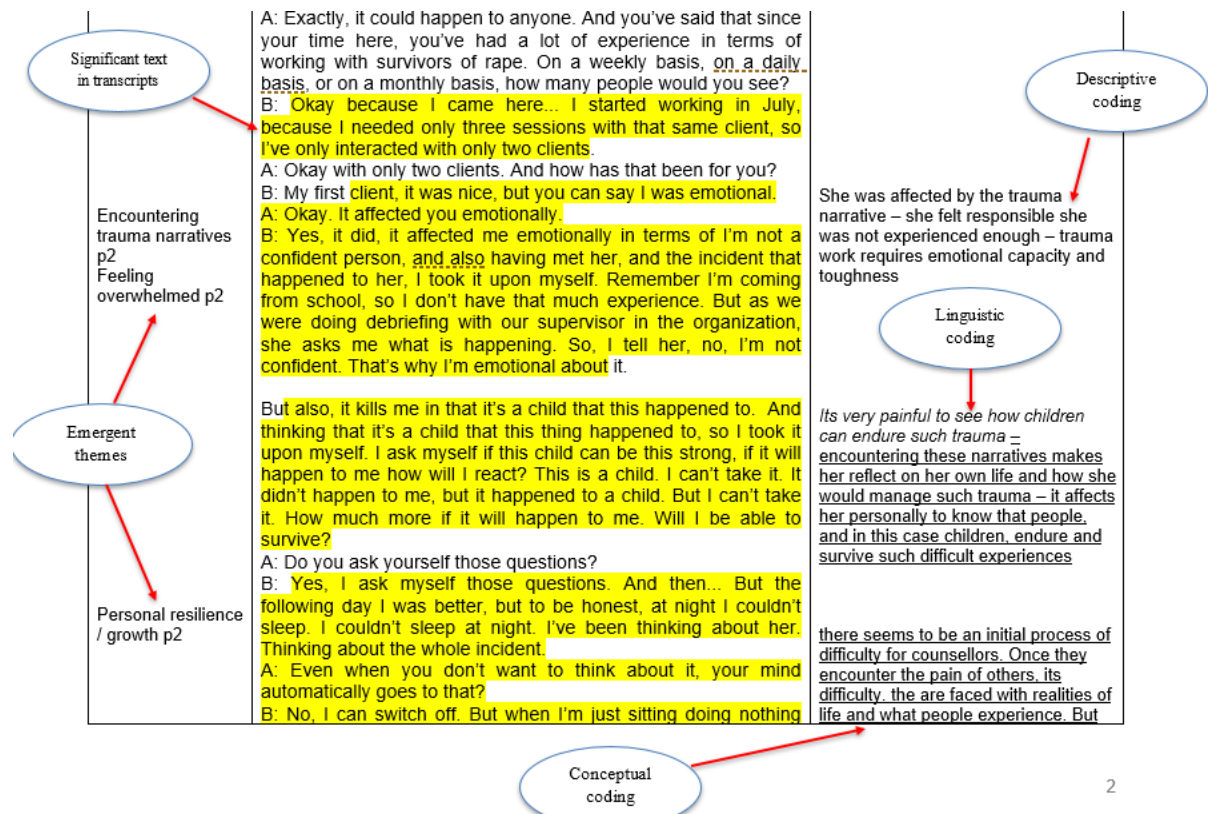 Significant text
in transcripts
Emergent
themes
Encountering
trauma narratives
p2
Feeling
overwhelmed p2
Personal resilience
/ growth p2
A: Exactly, it could happen to anyone. And you've said that since
your time here, you've had a lot of experience in terms of
working with survivors of rape. On a weekly basis, on a daily
basis, or on a monthly basis, how many people would you see?
B: Okay because I came here... I started working in July,
because I needed only three sessions with that same client, so
I've only interacted with only two clients.
A: Okay with only two clients. And how has that been for you?
B: My first client, it was nice, but you can say I was emotional.
A: Okay. It affected you emotionally.
B: Yes, it did, it affected me emotionally in terms of I'm not a
confident person, and also having met her, and the incident that
happened to her, I took it upon myself. Remember I'm coming
from school, so I don't have that much experience. But as we
were doing debriefing with our supervisor in the organization,
she asks me what is happening. So, I tell her, no, I'm not
confident. That's why I'm emotional about it.
But also, it kills me in that it's a child that this happened to. And
thinking that it's a child that this thing happened to, so I took it
upon myself. I ask myself if this child can be this strong, if it will
happen to me how will I react? This is a child. I can't take it. It
didn't happen to me, but it happened to a child. But I can't take
it. How much more if it will happen to me. Will I be able to
survive?
A: Do you ask yourself those questions?
B: Yes, I ask myself those questions. And then... But the
following day I was better, but to be honest, at night I couldn't
sleep. I couldn't sleep at night. I've been thinking about her.
Thinking about the whole incident.
A: Even when you don't want to think about it, your mind
automatically goes to that?
B: No, I can switch off. But when I'm just sitting doing nothing
Descriptive
coding
She was affected by the trauma
narrative – she felt responsible she
was not experienced enough – trauma
work requires emotional capacity and
toughness
Linguistic
coding
Its very painful to see how children
can endure such trauma –
encountering these narratives makes
her reflect on her own life and how she
would manage such trauma – it affects
her personally to know that people,
and in this case children, endure and
survive such difficult experiences
there seems to be an initial process of
difficulty for counsellors. Once they
encounter the pain of others, its
difficulty. the are faced with realities of
life and what people experience. But
Conceptual
coding
2